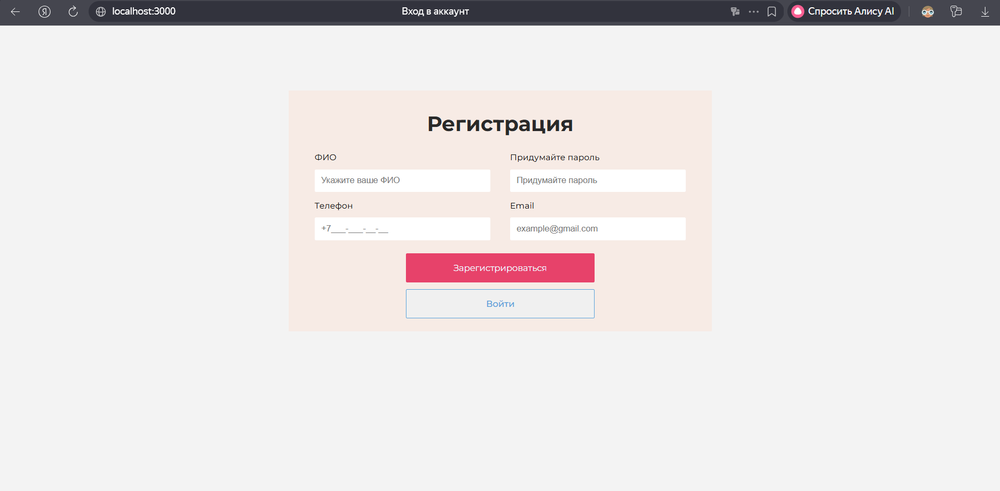 Я localhost:3000 Вход в аккаунт Спросить Алису AI
Регистрация
ФИО Придумайте пароль
Укажите ваше ФИО Придумайте пароль
Телефон Email
+7___-___-__-__ example@gmail.com
Зарегистрироваться
Войти